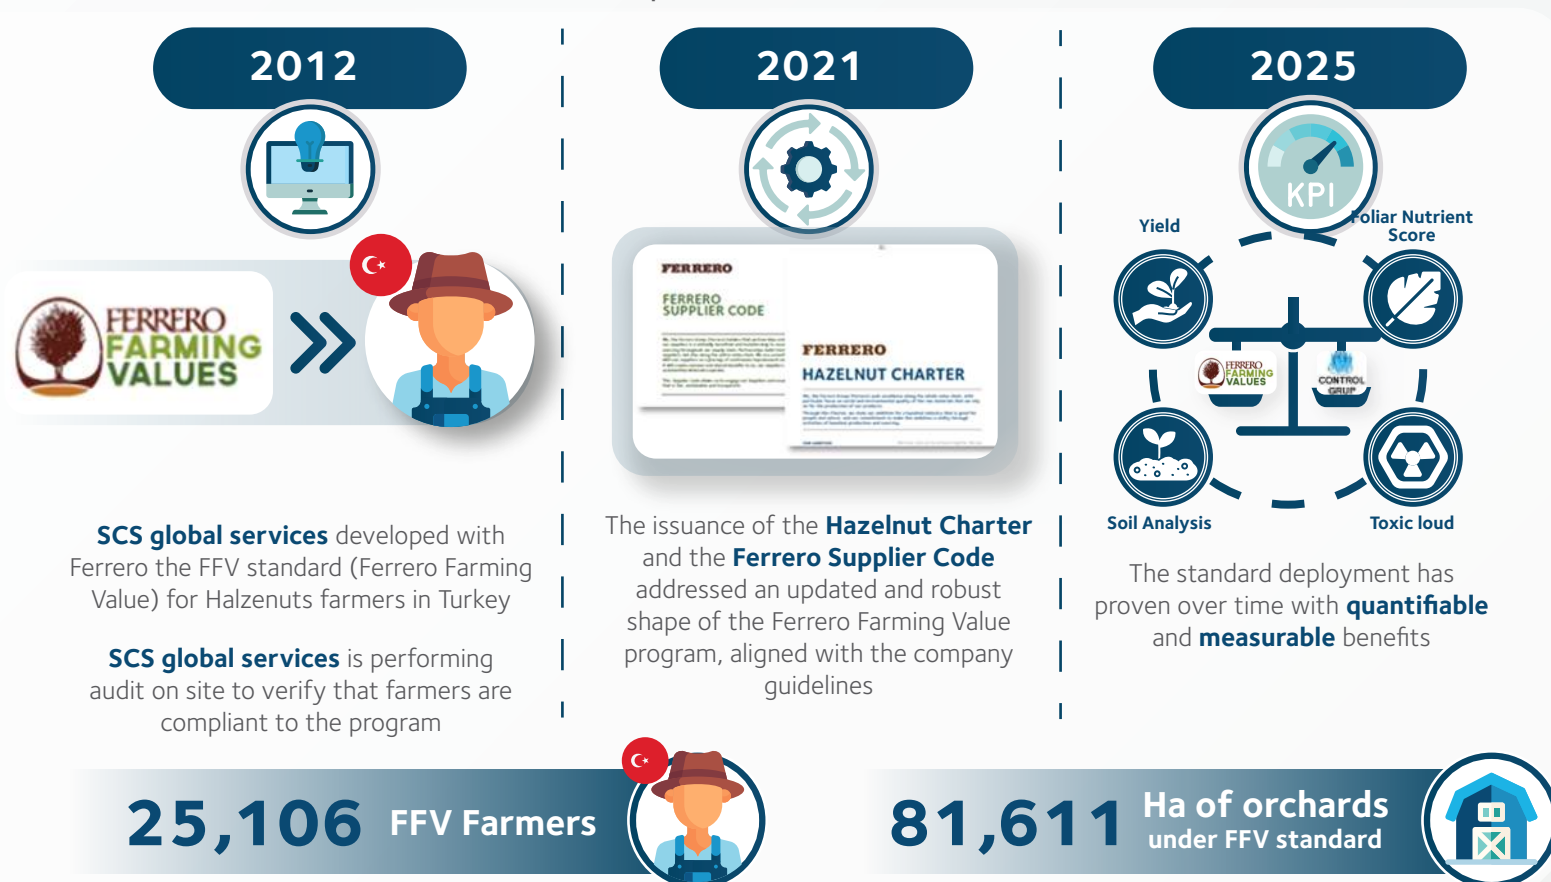 2012
FERRERO
FARMING
VALUES
SCS global services developed with
Ferrero the FFV standard (Ferrero Farming
Value) for Halzenuts farmers in Turkey
SCS global services is performing
audit on site to verify that farmers are
compliant to the program
2021
FERRERO
FERRERO
SUPPLIER CODE
FERRERO
HAZELNUT CHARTER
The issuance of the Hazelnut Charter
and the Ferrero Supplier Code
addressed an updated and robust
shape of the Ferrero Farming Value
program, aligned with the company
guidelines
2025
KPI
Yield
Foliar Nutrient
Score
FERRERO
FARMING
VALUES
CONTROL
GRUP
Soil Analysis
Toxic loud
The standard deployment has
proven over time with quantifiable
and measurable benefits
25,106 FFV Farmers
81,611 Ha of orchards
under FFV standard